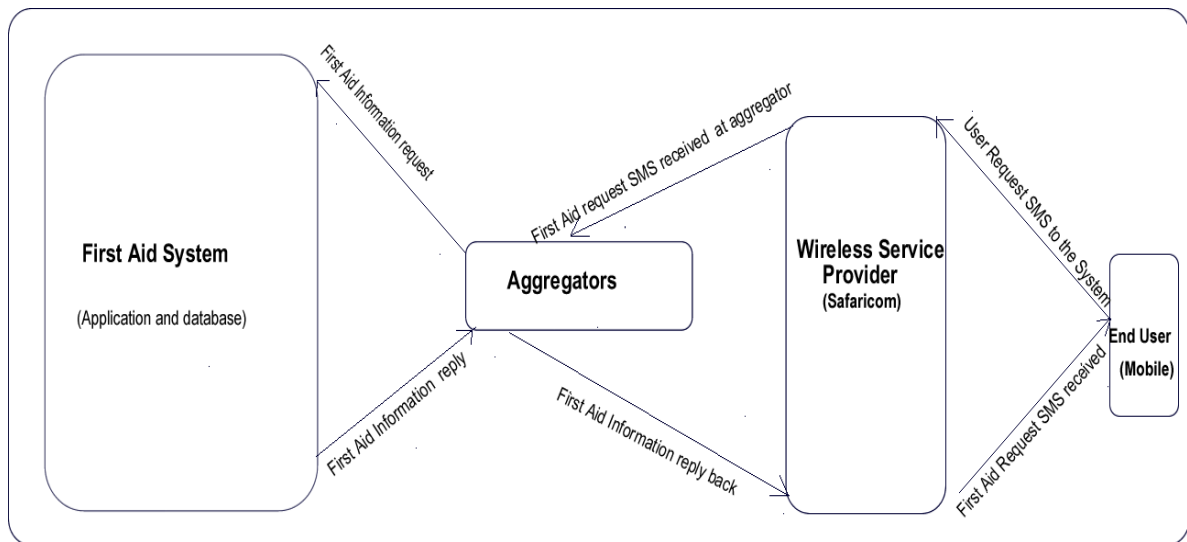 First Aid Information request
First Aid request SMS received at aggregator
User Request SMS to the System
First Aid System
(Application and database)
Aggregators
Wireless Service
Provider
(Safaricom)
End User
(Mobile)
First Aid Information reply
First Aid Information reply back
First Aid Request SMS received